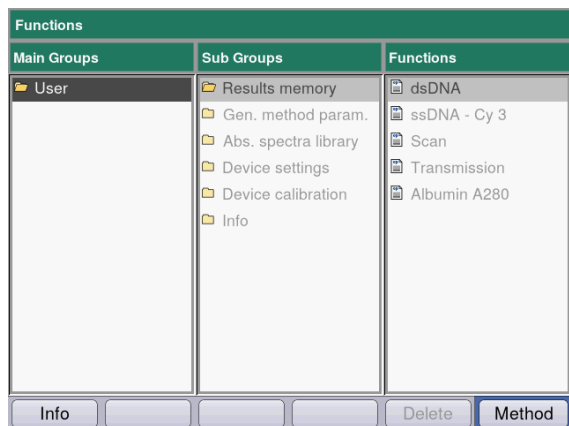 Functions
Main Groups
Sub Groups
Functions
User
Results memory
Gen. method param.
Abs. spectra library
Device settings
Device calibration
Info
dsDNA
ssDNA - Cy 3
Scan
Transmission
Albumin A280
Info
Delete
Method